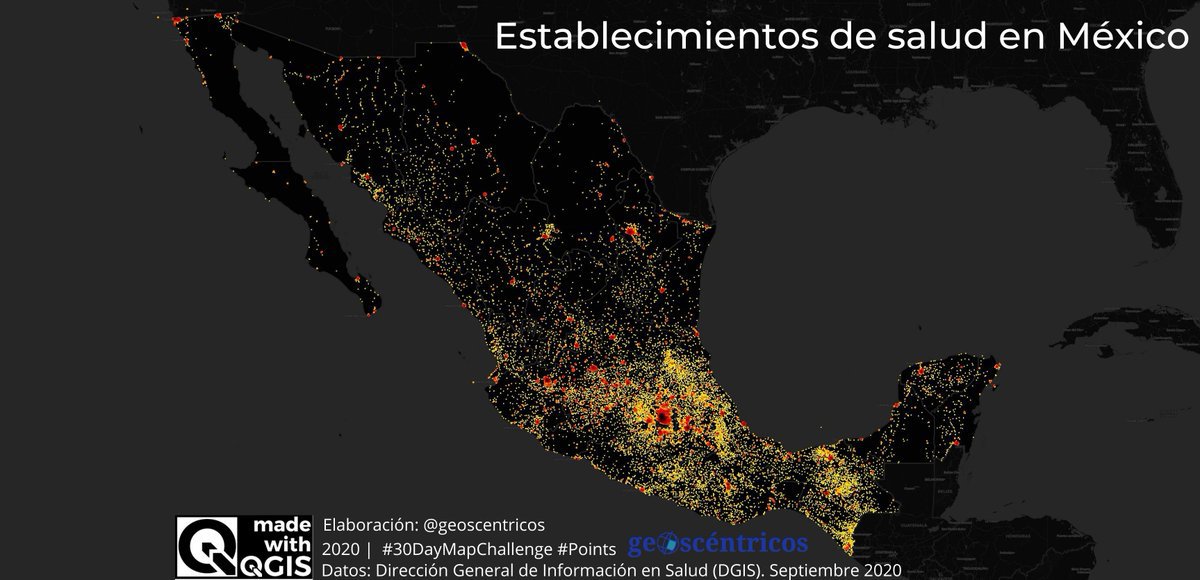 Establecimientos de salud en México
made
with
QGIS
Elaboración: @geoscentricos
2020 | #30DayMapChallenge #Points
geoscéntricos
Datos: Dirección General de Información en Salud (DGIS). Septiembre 2020